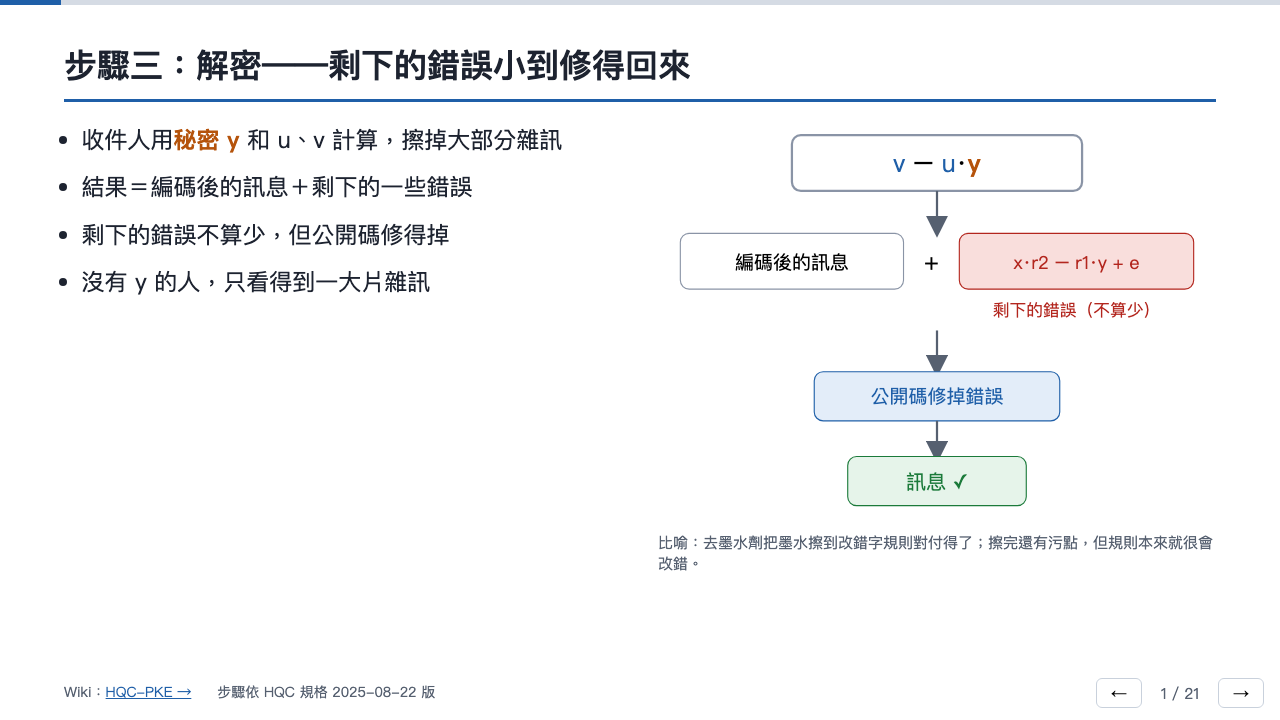 步驟三：解密——剩下的錯誤小到修得回來
• 收件人用秘密 y 和 u、v 計算，擦掉大部分雜訊
• 結果＝編碼後的訊息＋剩下的一些錯誤
• 剩下的錯誤不算少，但公開碼修得掉
• 沒有 y 的人，只看得到一大片雜訊
v − u·y
編碼後的訊息 + x·r2 − r1·y + e
剩下的錯誤（不算少）
公開碼修掉錯誤
訊息 ✓
比喻：去墨水劑把墨水擦到改錯字規則對付得了；擦完還有污點，但規則本來就很會
改錯。
Wiki：HQC-PKE → 步驟依 HQC 規格 2025-08-22 版
← 1 / 21 →